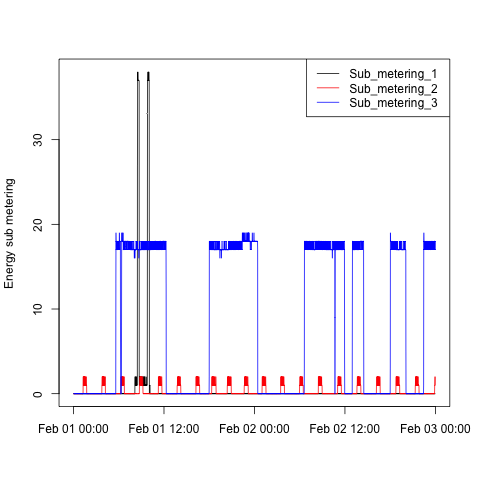 Sub_metering_1
Sub_metering_2
Sub_metering_3
Energy sub metering
30
20
10
0
Feb 01 00:00 Feb 01 12:00 Feb 02 00:00 Feb 02 12:00 Feb 03 00:00